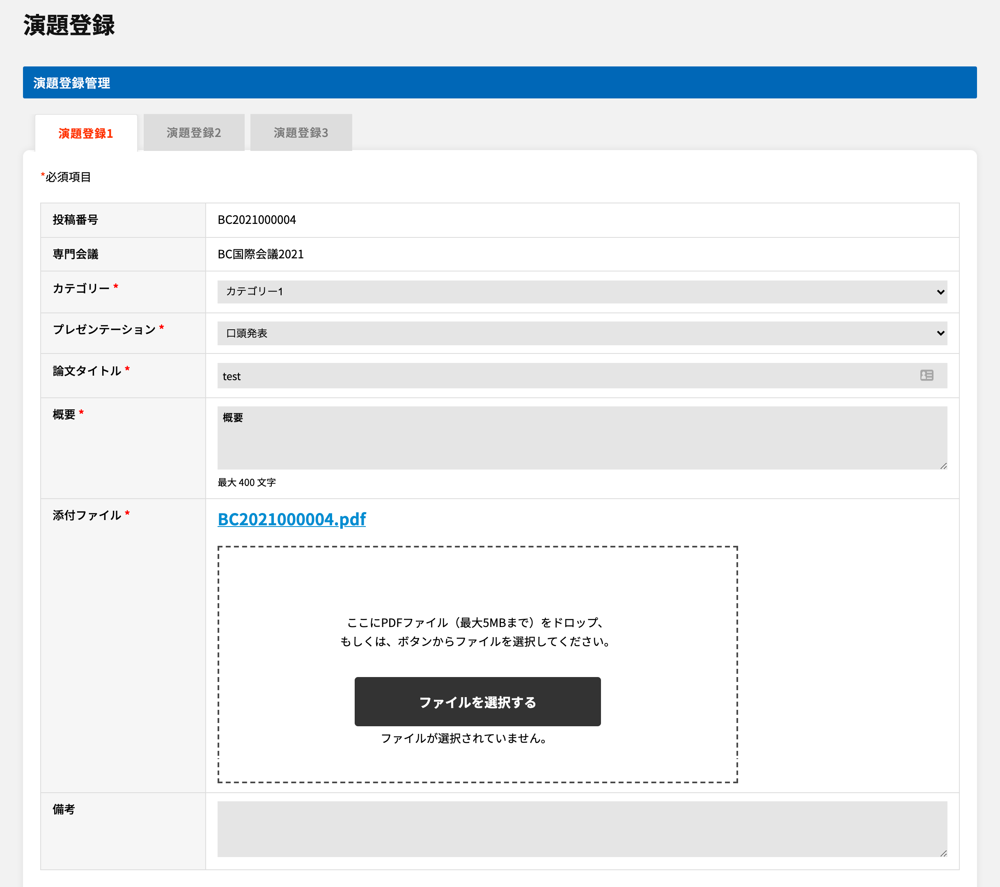 演題登録
演題登録管理
演題登録1
演題登録2
演題登録3
*必須項目
投稿番号
BC2021000004
専門会議
BC国際会議2021
カテゴリー *
カテゴリー1
プレゼンテーション *
口頭発表
論文タイトル *
test
概要 *
概要
最大 400 文字
添付ファイル *
BC2021000004.pdf
ここにPDFファイル（最大5MBまで）をドロップ、
もしくは、ボタンからファイルを選択してください。
ファイルを選択する
ファイルが選択されていません。
備考